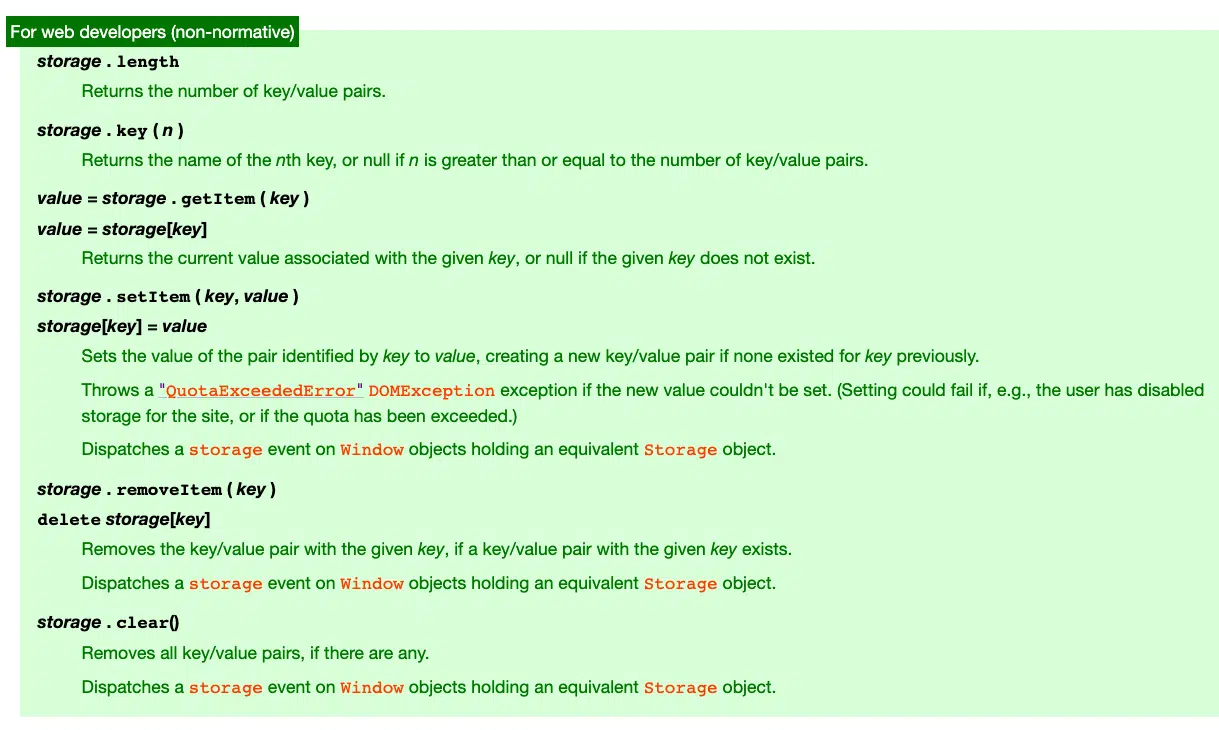 For web developers (non-normative)
storage . length
Returns the number of key/value pairs.
storage . key ( n )
Returns the name of the nth key, or null if n is greater than or equal to the number of key/value pairs.
value = storage . getItem ( key )
value = storage[key]
Returns the current value associated with the given key, or null if the given key does not exist.
storage . setItem ( key, value )
storage[key] = value
Sets the value of the pair identified by key to value, creating a new key/value pair if none existed for key previously.
Throws a "QuotaExceededError" DOMException exception if the new value couldn't be set. (Setting could fail if, e.g., the user has disabled
storage for the site, or if the quota has been exceeded.)
Dispatches a storage event on Window objects holding an equivalent Storage object.
storage . removeItem ( key )
delete storage[key]
Removes the key/value pair with the given key, if a key/value pair with the given key exists.
Dispatches a storage event on Window objects holding an equivalent Storage object.
storage . clear()
Removes all key/value pairs, if there are any.
Dispatches a storage event on Window objects holding an equivalent Storage object.